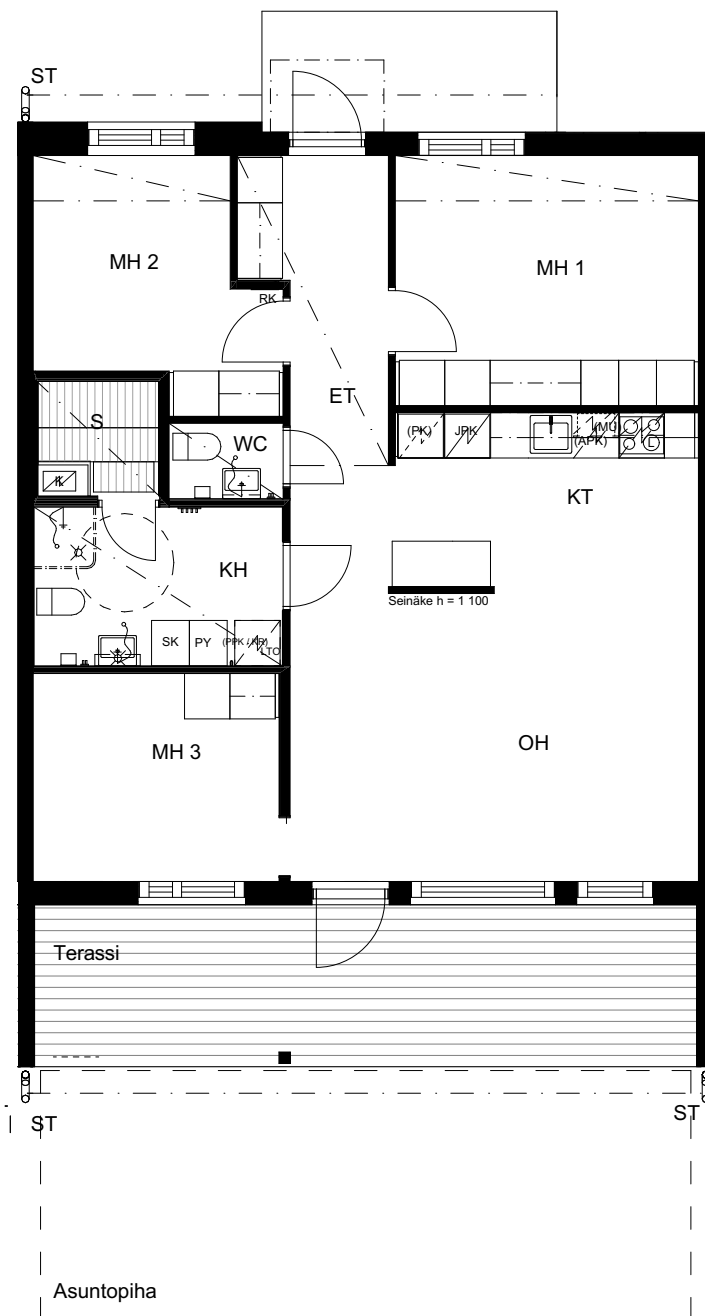 ST
MH 2
MH 1
RK
ET
S
WC
(PK)
JPK
(MU)
(APK)
L
KT
KH
Seinäke h = 1 100
SK
PY
(PPK / KR)
LTO
MH 3
OH
Terassi
ST
ST
Asuntopiha